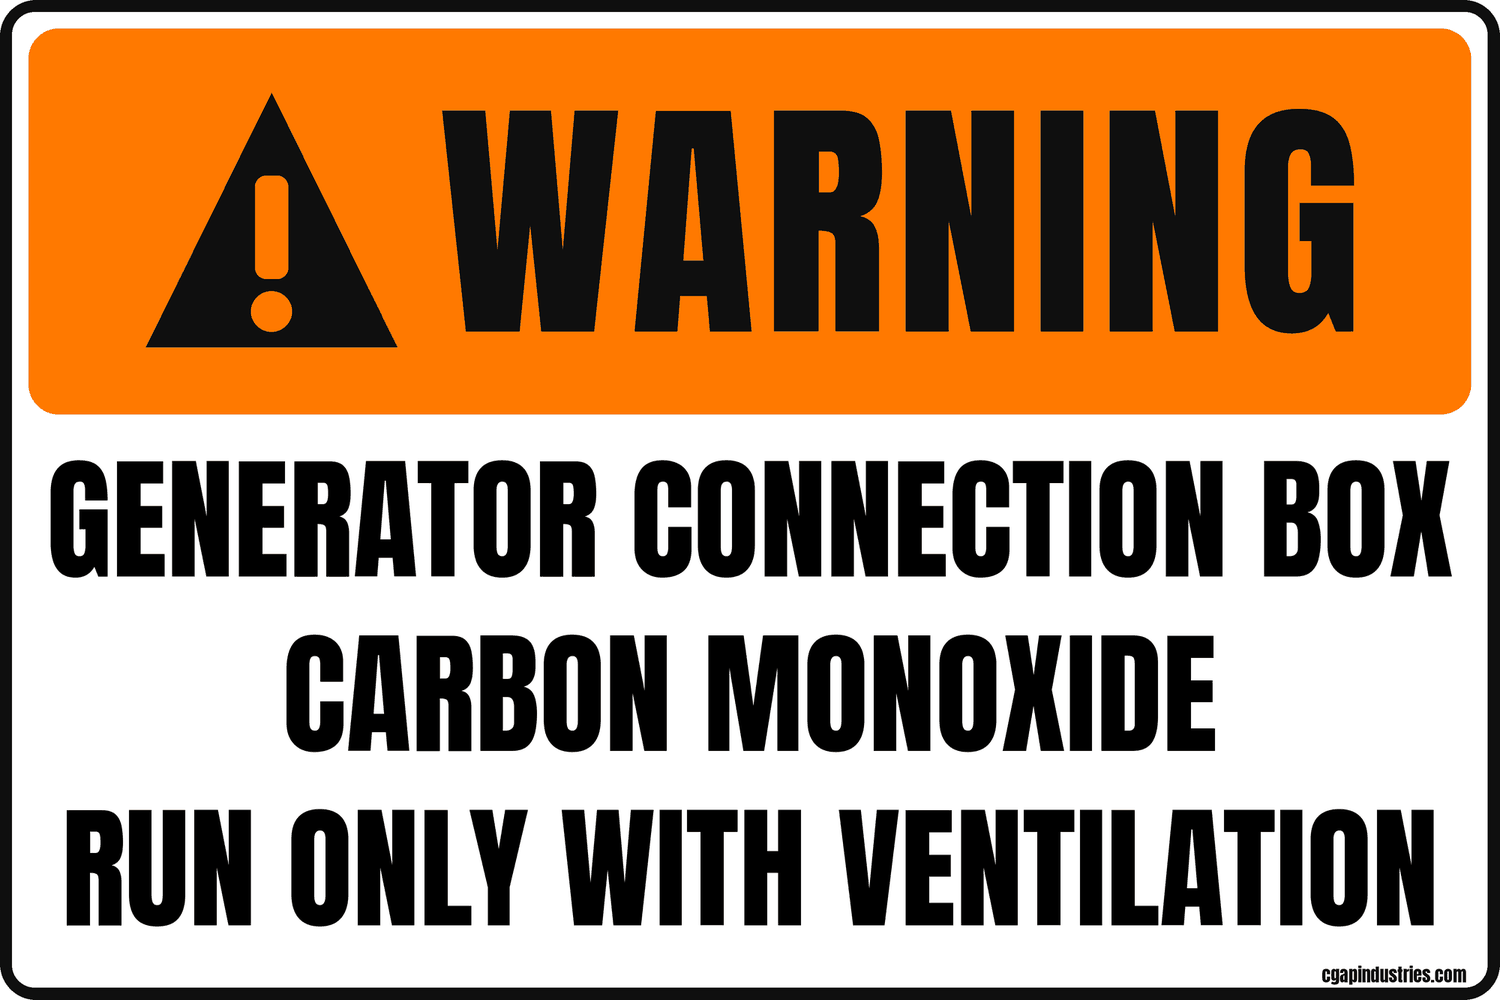 WARNING
GENERATOR CONNECTION BOX
CARBON MONOXIDE
RUN ONLY WITH VENTILATION
cgapindustries.com